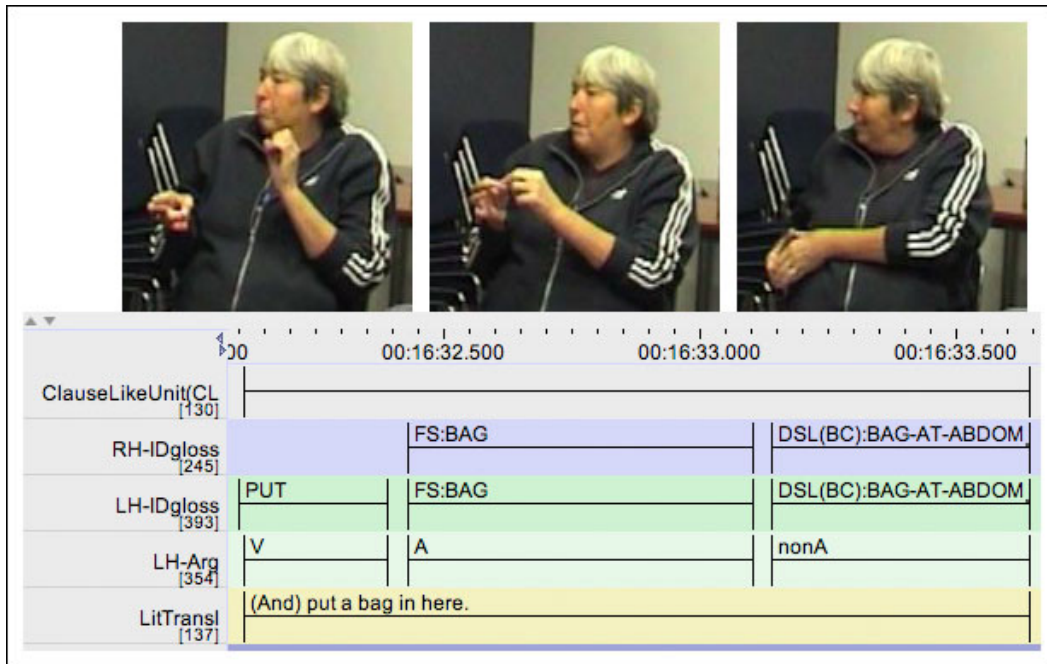 00 00:16:32.500 00:16:33.000 00:16:33.500
ClauseLikeUnit(CL
[130]
RH-IDgloss FS:BAG DSL(BC):BAG-AT-ABDOM
[245]
LH-IDgloss PUT FS:BAG DSL(BC):BAG-AT-ABDOM
[393]
LH-Arg V A nonA
[354]
LitTransl (And) put a bag in here.
[137]